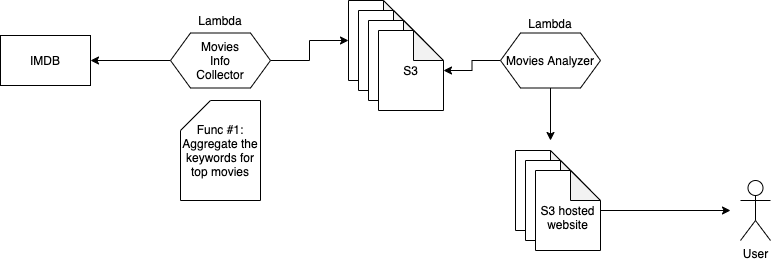 Lambda
Lambda
IMDB
Movies
Info
Collector
S3
Movies Analyzer
Func #1:
Aggregate the
keywords for
top movies
S3 hosted
website
User